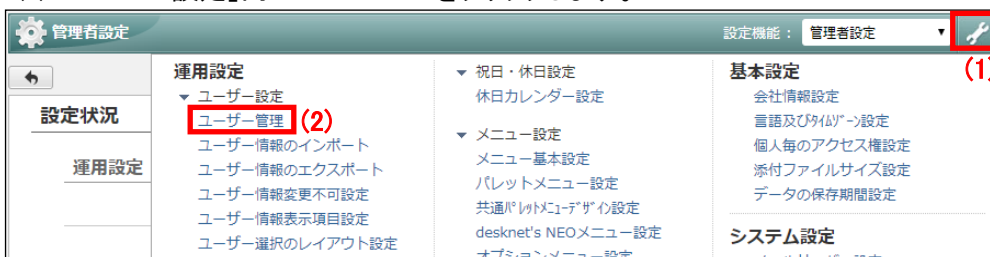 管理者設定
設定機能： 管理者設定
(1)
設定状況
運用設定
運用設定
ユーザー設定
ユーザー管理 (2)
ユーザー情報のインポート
ユーザー情報のエクスポート
ユーザー情報変更不可設定
ユーザー情報表示項目設定
ユーザー選択のレイアウト設定
祝日・休日設定
休日カレンダー設定
メニュー設定
メニュー基本設定
パレットメニュー設定
共通ﾊﾟﾚｯﾄﾒﾆｭｰﾃﾞｻﾞｲﾝ設定
desknet's NEOメニュー設定
オプションメニュー設定
基本設定
会社情報設定
言語及びﾀｲﾑｿﾞｰﾝ設定
個人毎のアクセス権設定
添付ファイルサイズ設定
データの保存期間設定
システム設定